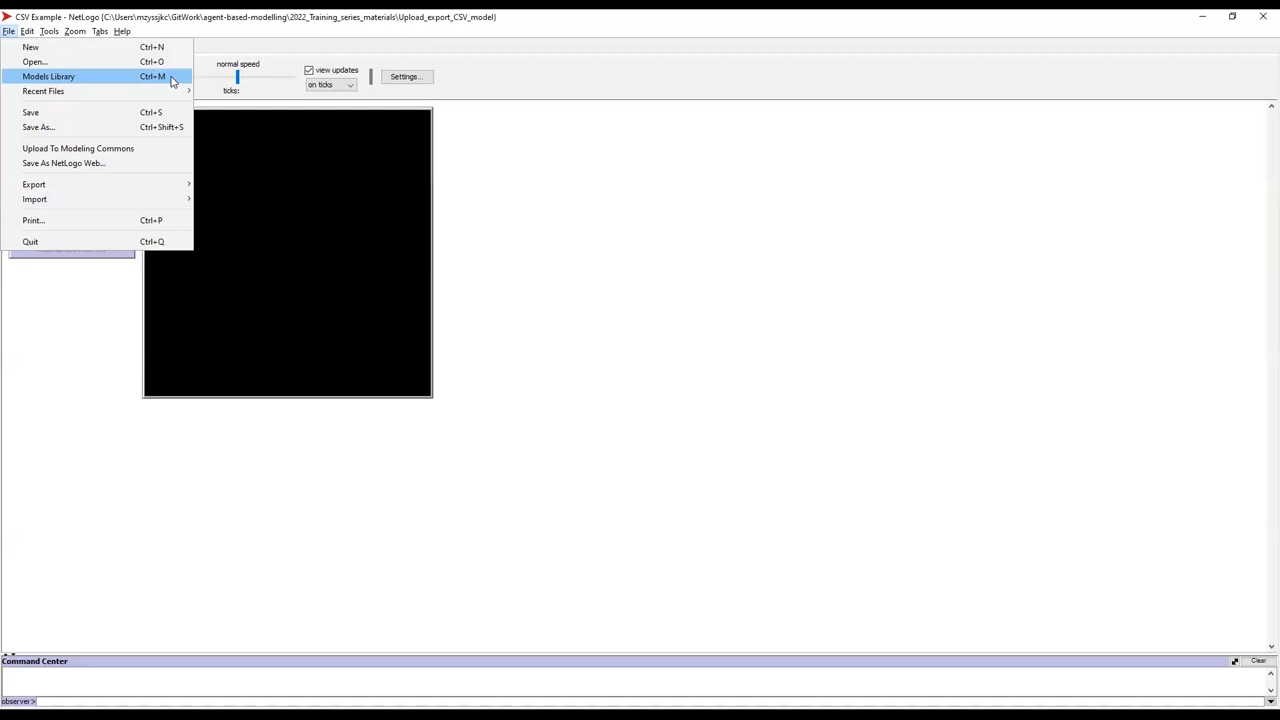 CSV Example - NetLogo {C:\Users\mzyssjkc\GitWork\agent-based-modelling\2022_Training_series_materials\Upload_export_CSV_model}
File Edit Tools Zoom Tabs Help
New Ctrl+N
Open... Ctrl+O
Models Library Ctrl+M
Recent Files
Save Ctrl+S
Save As... Ctrl+Shift+S
Upload To Modeling Commons
Save As NetLogo Web...
Export
Import
Print... Ctrl+P
Quit Ctrl+Q
normal speed
ticks:
view updates
on ticks
Settings...
Command Center
Clear
observer>